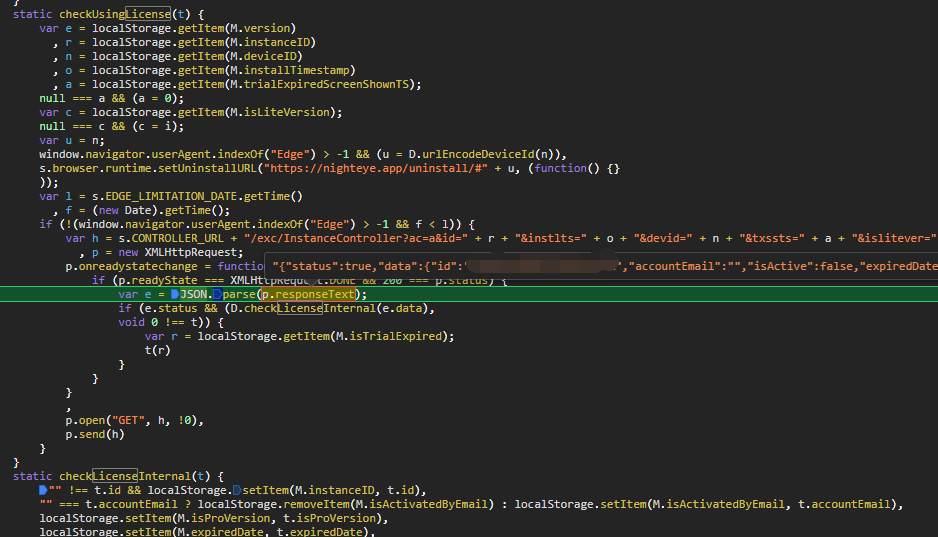 }
static checkUsingLicense(t) {
var e = localStorage.getItem(M.version)
, r = localStorage.getItem(M.instanceID)
, n = localStorage.getItem(M.deviceID)
, o = localStorage.getItem(M.installTimestamp)
, a = localStorage.getItem(M.trialExpiredScreenShownTS);
null === a && (a = 0);
var c = localStorage.getItem(M.isLiteVersion);
null === c && (c = i);
var u = n;
window.navigator.userAgent.indexOf("Edge") > -1 && (u = D.urlEncodeDeviceId(n)),
s.browser.runtime.setUninstallURL("https://nighteye.app/uninstall/#" + u, (function() {}
));
var l = s.EDGE_LIMITATION_DATE.getTime()
, f = (new Date).getTime();
if (!(window.navigator.userAgent.indexOf("Edge") > -1 && f < l)) {
var h = s.CONTROLLER_URL + "/exc/InstanceController?ac=a&id=" + r + "&instlts=" + o + "&devid=" + n + "&txssts=" + a + "&islitever="
, p = new XMLHttpRequest;
p.onreadystatechange = functio "{"status":true,"data":{"id":" ","accountEmail":"","isActive":false,"expiredDate
if (p.readyState === XMLHttpRequest.DONE && 200 === p.status) {
var e = JSON.parse(p.responseText);
if (e.status && (D.checkLicenseInternal(e.data),
void 0 !== t)) {
var r = localStorage.getItem(M.isTrialExpired);
t(r)
}
}
}
,
p.open("GET", h, !0),
p.send(h)
}
}
static checkLicenseInternal(t) {
"" !== t.id && localStorage.setItem(M.instanceID, t.id),
"" === t.accountEmail ? localStorage.removeItem(M.isActivatedByEmail) : localStorage.setItem(M.isActivatedByEmail, t.accountEmail),
localStorage.setItem(M.isProVersion, t.isProVersion),
localStorage.setItem(M.expiredDate, t.expiredDate),